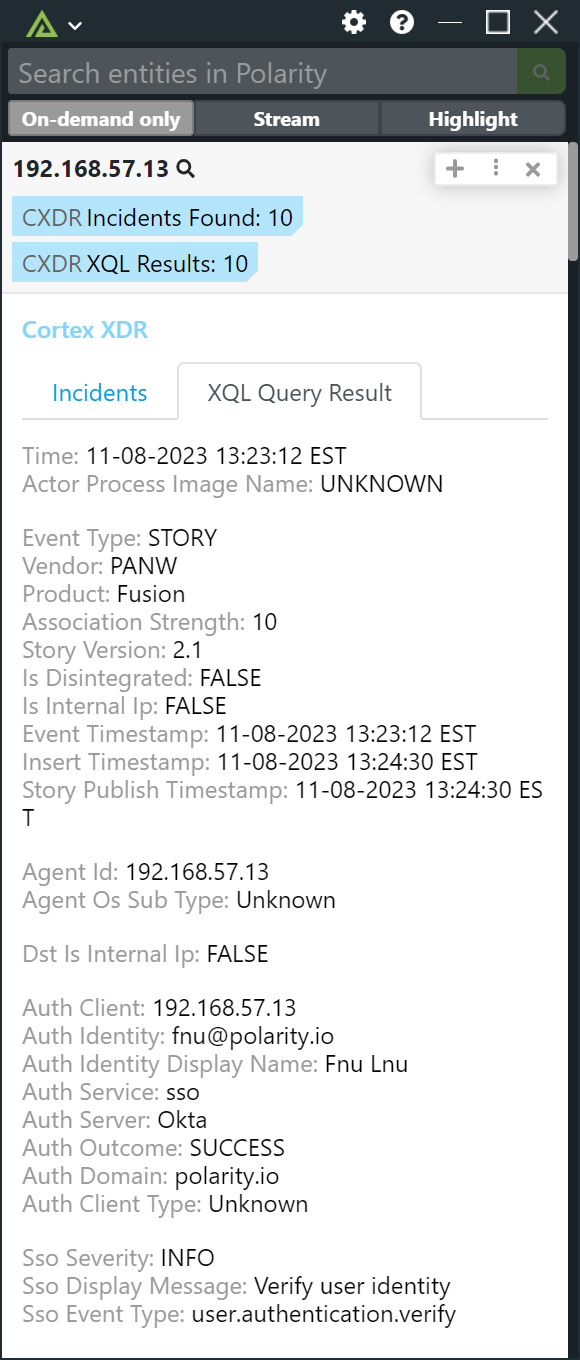 Search entities in Polarity
On-demand only Stream Highlight
192.168.57.13
CXDR Incidents Found: 10
CXDR XQL Results: 10
Cortex XDR
Incidents XQL Query Result
Time: 11-08-2023 13:23:12 EST
Actor Process Image Name: UNKNOWN
Event Type: STORY
Vendor: PANW
Product: Fusion
Association Strength: 10
Story Version: 2.1
Is Disintegrated: FALSE
Is Internal Ip: FALSE
Event Timestamp: 11-08-2023 13:23:12 EST
Insert Timestamp: 11-08-2023 13:24:30 EST
Story Publish Timestamp: 11-08-2023 13:24:30 ES
T
Agent Id: 192.168.57.13
Agent Os Sub Type: Unknown
Dst Is Internal Ip: FALSE
Auth Client: 192.168.57.13
Auth Identity: fnu@polarity.io
Auth Identity Display Name: Fnu Lnu
Auth Service: sso
Auth Server: Okta
Auth Outcome: SUCCESS
Auth Domain: polarity.io
Auth Client Type: Unknown
Sso Severity: INFO
Sso Display Message: Verify user identity
Sso Event Type: user.authentication.verify